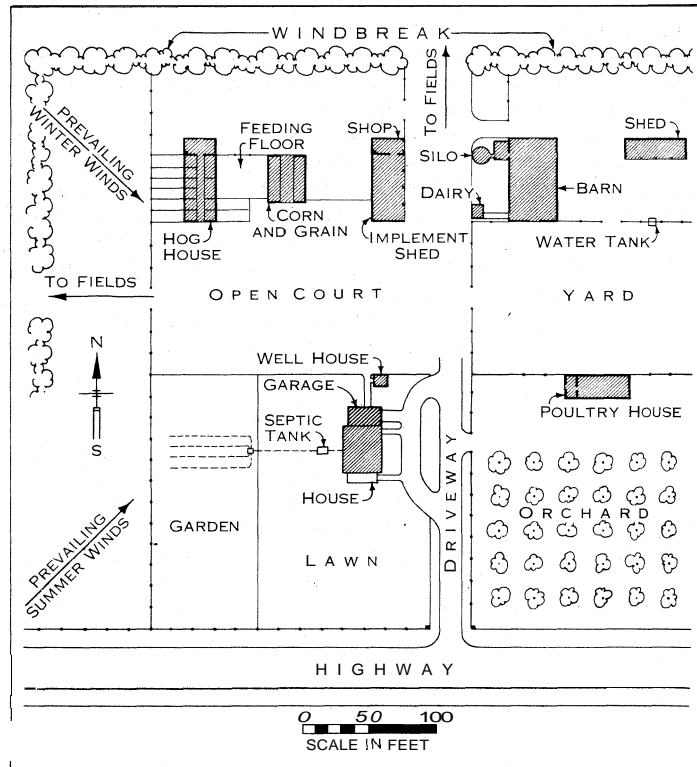 WINDBREAK
PREVAILING
WINTER WINDS
TO FIELDS
FEEDING
FLOOR
SHOP
SILO
SHED
DAIRY
BARN
CORN
AND GRAIN
HOG
HOUSE
IMPLEMENT
SHED
WATER TANK
TO FIELDS
OPEN COURT
YARD
N
S
WELL HOUSE
GARAGE
SEPTIC
TANK
POULTRY HOUSE
HOUSE
DRIVEWAY
ORCHARD
GARDEN
LAWN
PREVAILING
SUMMER WINDS
HIGHWAY
0 50 100
SCALE IN FEET